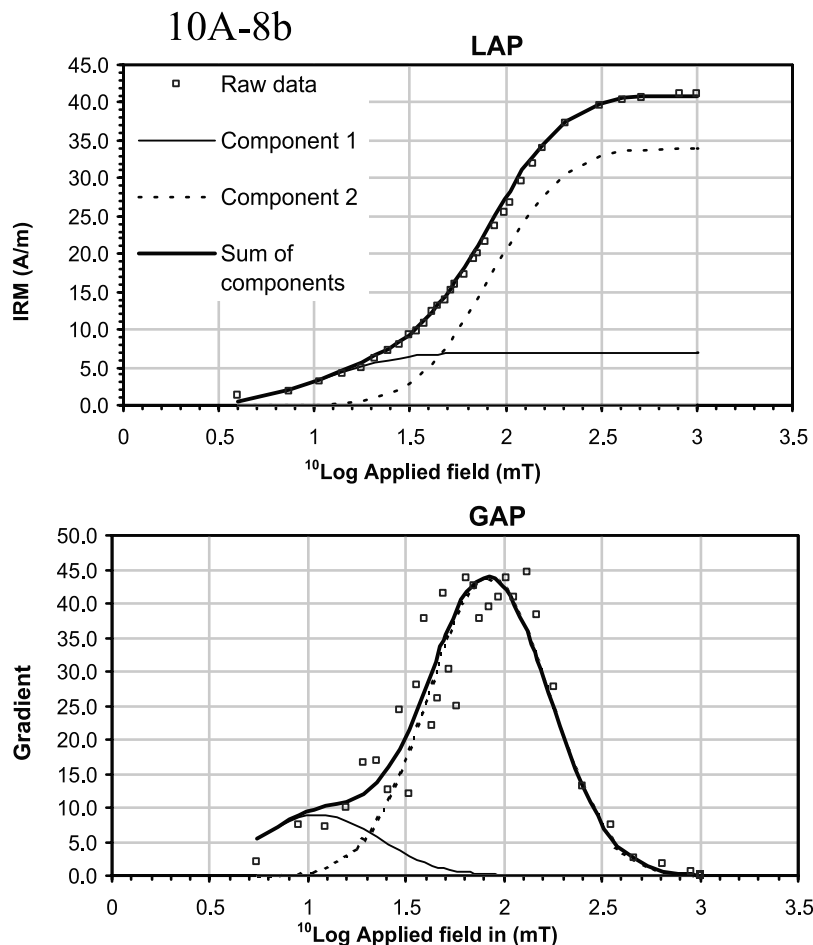 10A-8b
LAP
45.0
40.0
35.0
30.0
25.0
20.0
15.0
10.0
5.0
0.0
IRM (A/m)
Raw data
Component 1
Component 2
Sum of
components
0 0.5 1 1.5 2 2.5 3 3.5
¹⁰Log Applied field (mT)
GAP
50.0
45.0
40.0
35.0
30.0
25.0
20.0
15.0
10.0
5.0
0.0
Gradient
0 0.5 1 1.5 2 2.5 3 3.5
¹⁰Log Applied field in (mT)